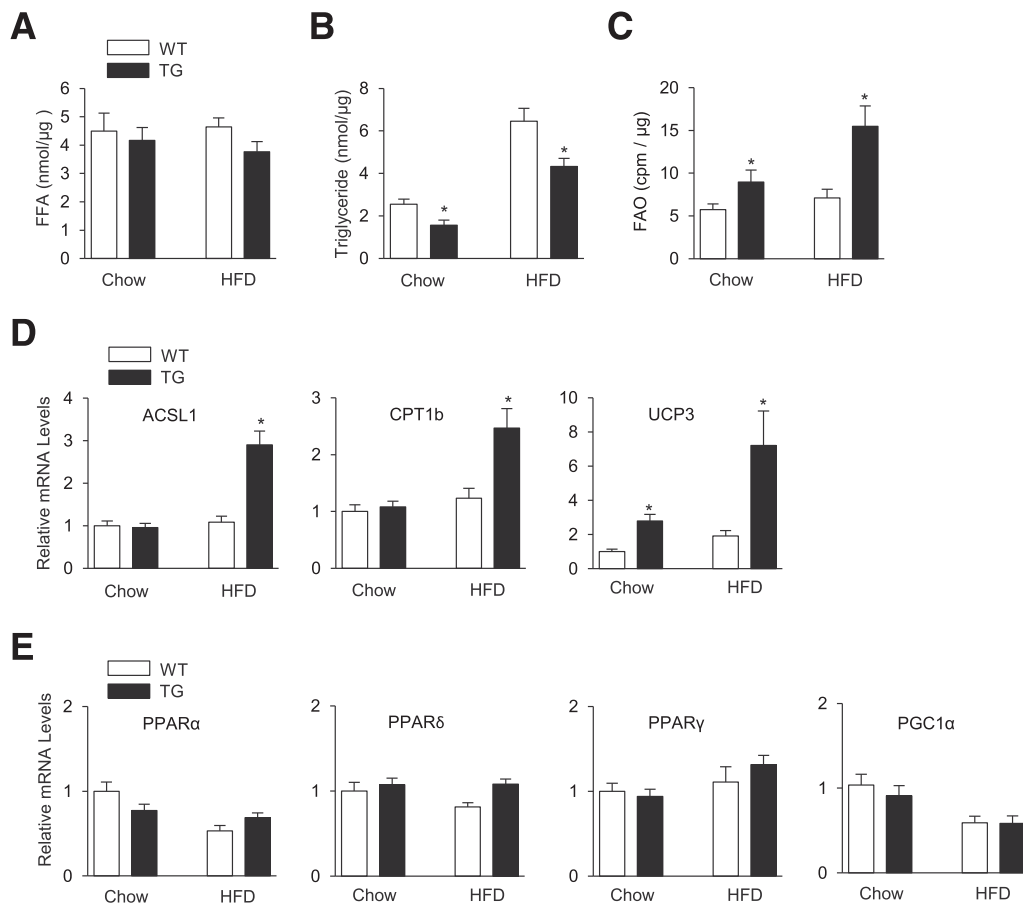 A
WT
TG
FFA (nmol/µg )
6
5
4
3
2
1
0
Chow
HFD
B
Triglyceride (nmol/µg)
8
6
4
2
0
*
*
Chow
HFD
C
FAO (cpm / µg)
20
15
10
5
0
*
*
Chow
HFD
D
WT
TG
Relative mRNA Levels
4
3
2
1
0
ACSL1
*
Chow
HFD
3
2
1
0
CPT1b
*
Chow
HFD
10
8
6
4
2
0
UCP3
*
*
Chow
HFD
E
WT
TG
Relative mRNA Levels
2
1
0
PPARα
Chow
HFD
2
1
0
PPARδ
Chow
HFD
2
1
0
PPARγ
Chow
HFD
2
1
0
PGC1α
Chow
HFD